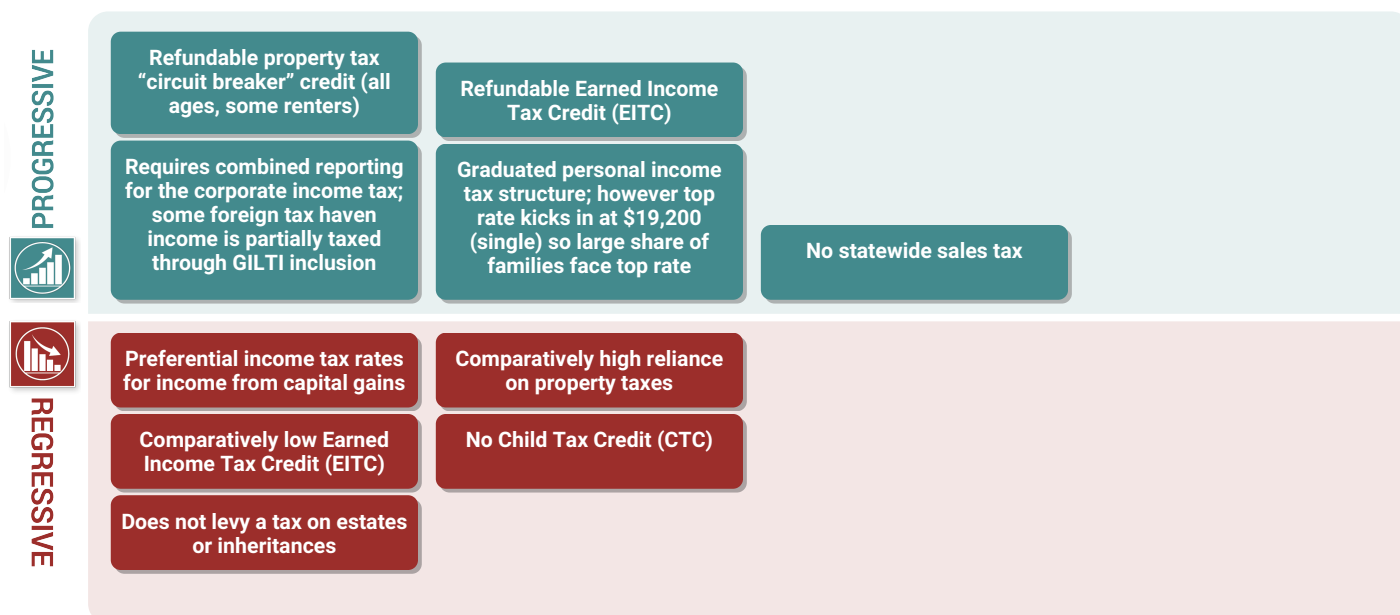 PROGRESSIVE
Refundable property tax
“circuit breaker” credit (all
ages, some renters)
Refundable Earned Income
Tax Credit (EITC)
Requires combined reporting
for the corporate income tax;
some foreign tax haven
income is partially taxed
through GILTI inclusion
Graduated personal income
tax structure; however top
rate kicks in at $19,200
(single) so large share of
families face top rate
No statewide sales tax
REGRESSIVE
Preferential income tax rates
for income from capital gains
Comparatively high reliance
on property taxes
Comparatively low Earned
Income Tax Credit (EITC)
No Child Tax Credit (CTC)
Does not levy a tax on estates
or inheritances